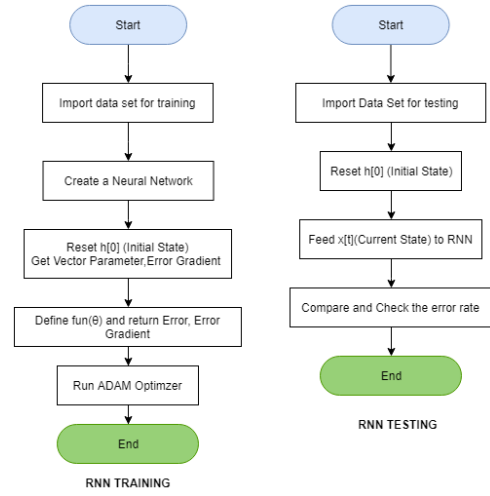 Start
Import data set for training
Create a Neural Network
Reset h[0] (Initial State)
Get Vector Parameter,Error Gradient
Define fun(θ) and return Error, Error
Gradient
Run ADAM Optimzer
End
RNN TRAINING
Start
Import Data Set for testing
Reset h[0] (Initial State)
Feed x[t](Current State) to RNN
Compare and Check the error rate
End
RNN TESTING